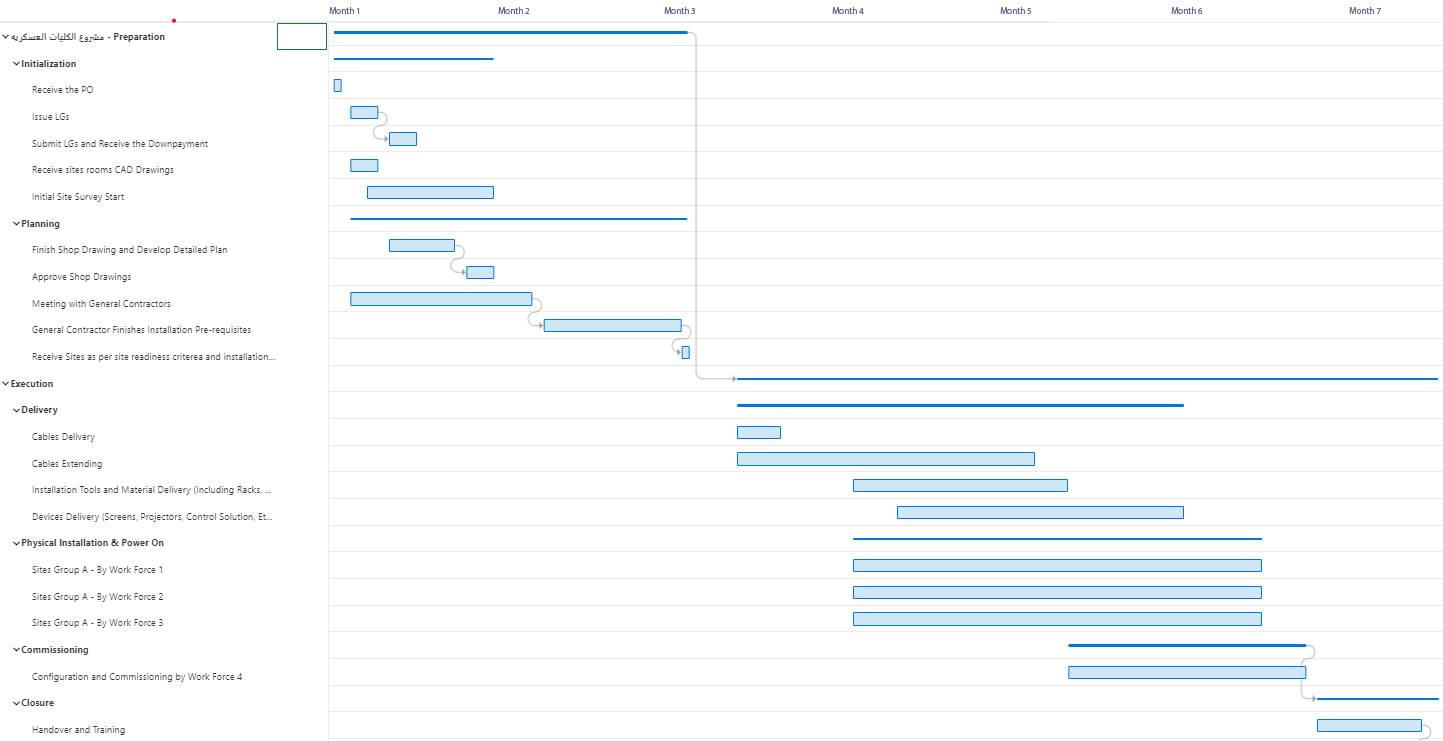 Month 1 Month 2 Month 3 Month 4 Month 5 Month 6 Month 7
مشروع الكليات العسكريه - Preparation
Initialization
Receive the PO
Issue LGs
Submit LGs and Receive the Downpayment
Receive sites rooms CAD Drawings
Initial Site Survey Start
Planning
Finish Shop Drawing and Develop Detailed Plan
Approve Shop Drawings
Meeting with General Contractors
General Contractor Finishes Installation Pre-requisites
Receive Sites as per site readiness criterea and installation...
Execution
Delivery
Cables Delivery
Cables Extending
Installation Tools and Material Delivery (Including Racks, ...
Devices Delivery (Screens, Projectors, Control Solution, Et...
Physical Installation & Power On
Sites Group A - By Work Force 1
Sites Group A - By Work Force 2
Sites Group A - By Work Force 3
Commissioning
Configuration and Commissioning by Work Force 4
Closure
Handover and Training